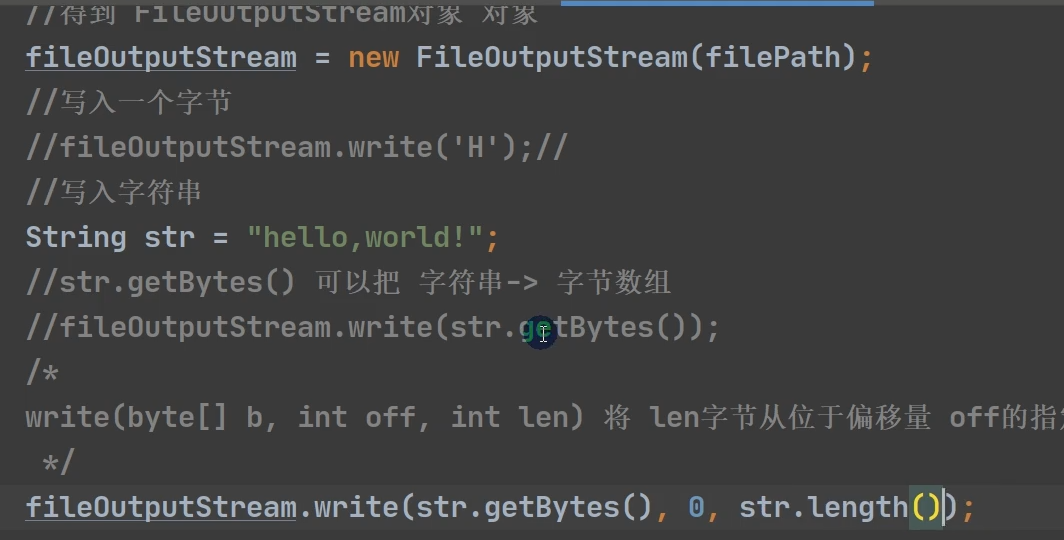 //得到 FileOutputStream对象 对象
fileOutputStream = new FileOutputStream(filePath);
//写入一个字节
//fileOutputStream.write('H');//
//写入字符串
String str = "hello,world!";
//str.getBytes() 可以把 字符串-> 字节数组
//fileOutputStream.write(str.getBytes());
/*
write(byte[] b, int off, int len) 将 len字节从位于偏移量 off的指
*/
fileOutputStream.write(str.getBytes(), 0, str.length());